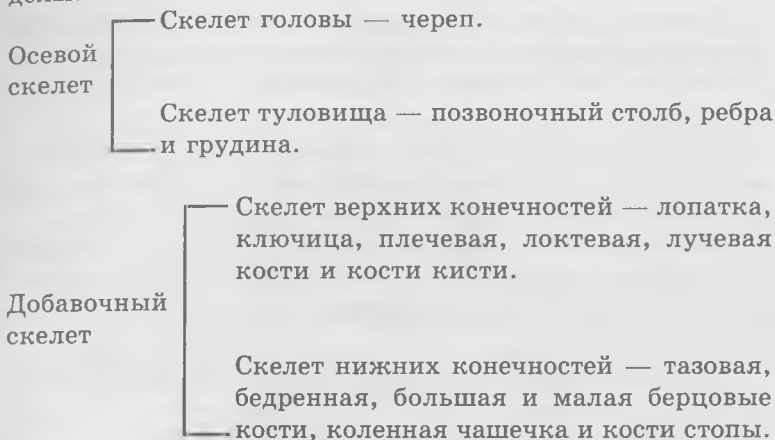 Скелет головы — череп.
Осевой
скелет
Скелет туловища — позвоночный столб, ребра
и грудина.
Скелет верхних конечностей — лопатка,
ключица, плечевая, локтевая, лучевая
кости и кости кисти.
Добавочный
скелет
Скелет нижних конечностей — тазовая,
бедренная, большая и малая берцовые
кости, коленная чашечка и кости стопы.